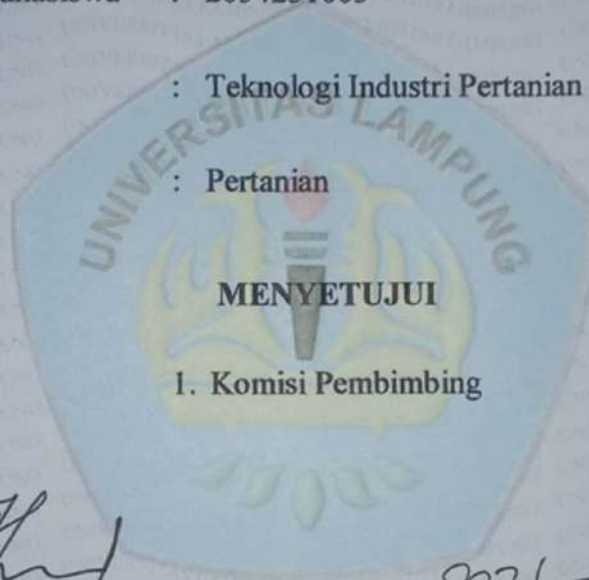 : Teknologi Industri Pertanian
UNIVERSITAS LAMPUNG
: Pertanian
MENYETUJUI
1. Komisi Pembimbing